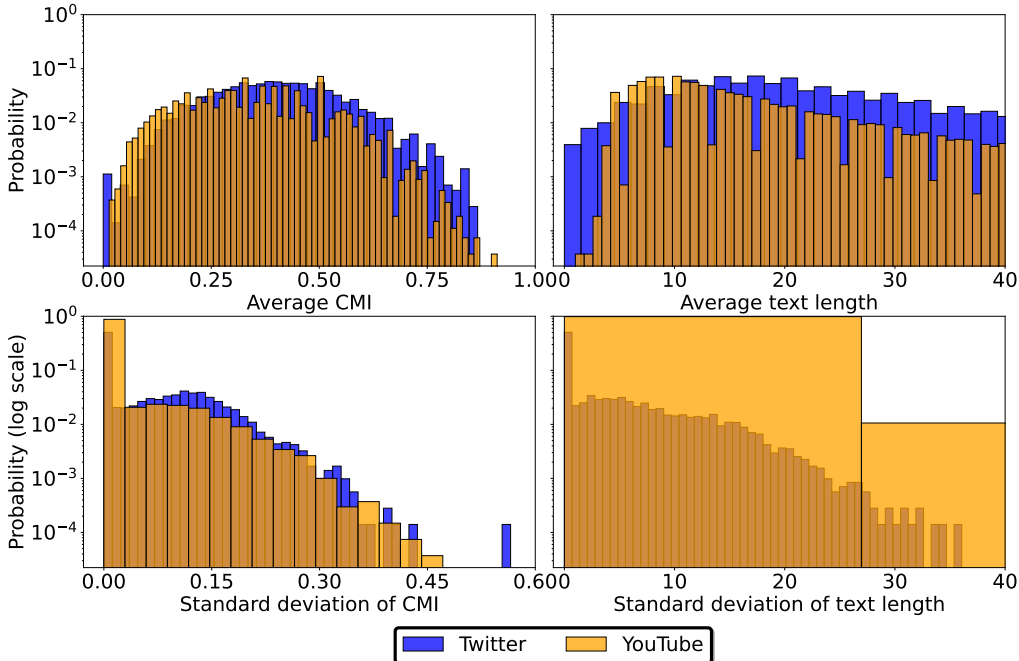 10⁰
10⁻¹
10⁻²
10⁻³
10⁻⁴
Probability
0.00 0.25 0.50 0.75 1.00
0 10 20 30 40
Average CMI
Average text length
10⁰
10⁻¹
10⁻²
10⁻³
10⁻⁴
Probability (log scale)
0.00 0.15 0.30 0.45 0.60
0 10 20 30 40
Standard deviation of CMI
Standard deviation of text length
Twitter YouTube